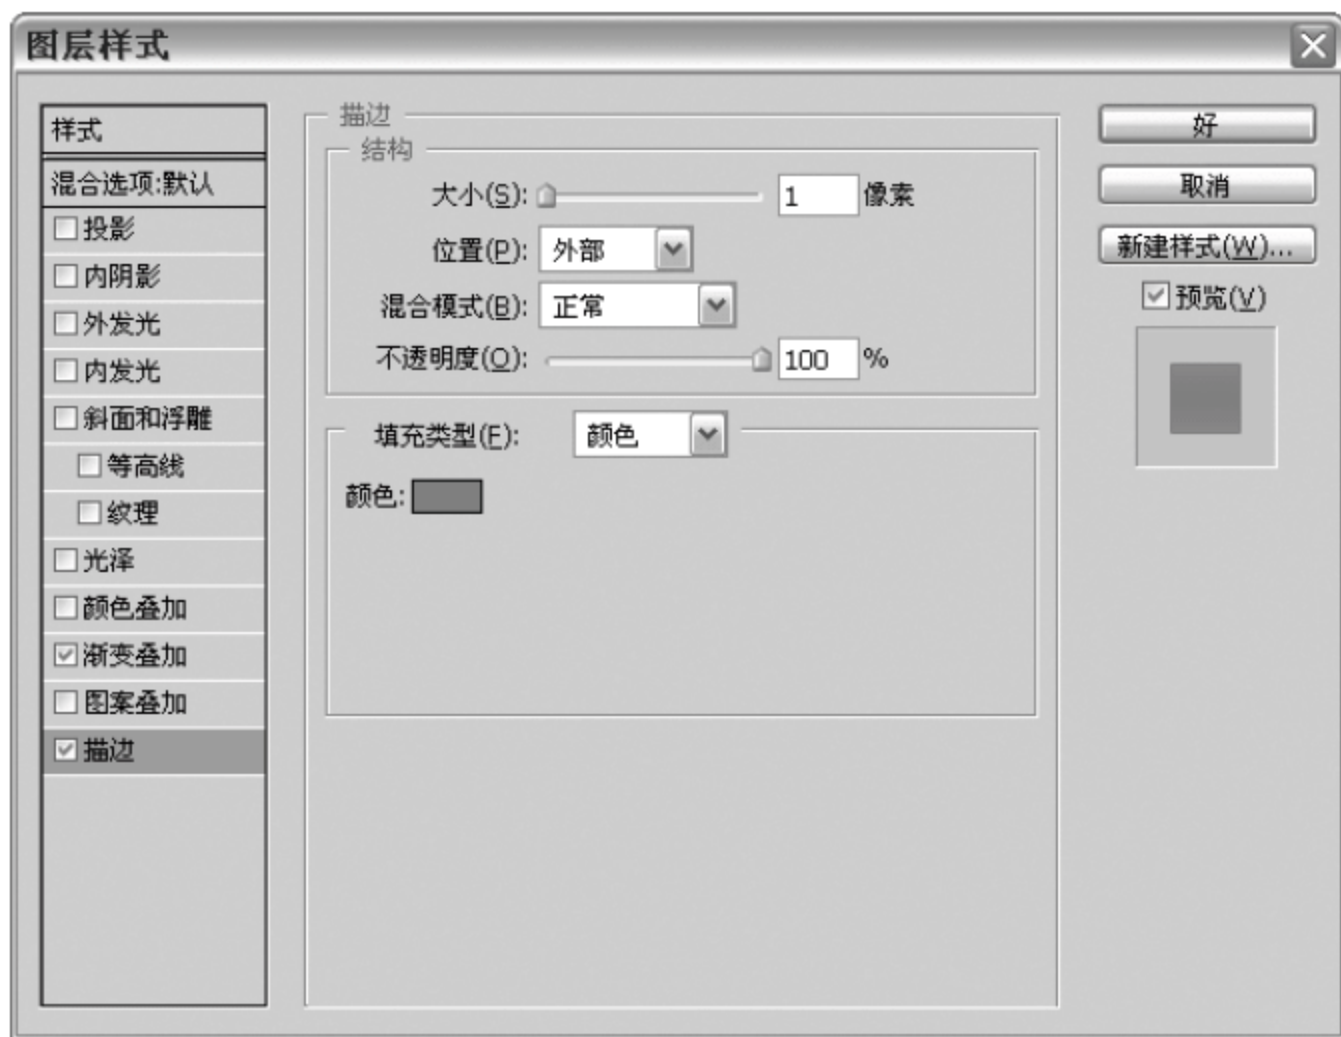 图层样式
样式
混合选项:默认
投影
内阴影
外发光
内发光
斜面和浮雕
等高线
纹理
光泽
颜色叠加
渐变叠加
图案叠加
描边
描边
结构
大小(S): 1 像素
位置(P): 外部
混合模式(B): 正常
不透明度(O): 100 %
填充类型(F): 颜色
颜色:
好
取消
新建样式(W)...
预览(V)